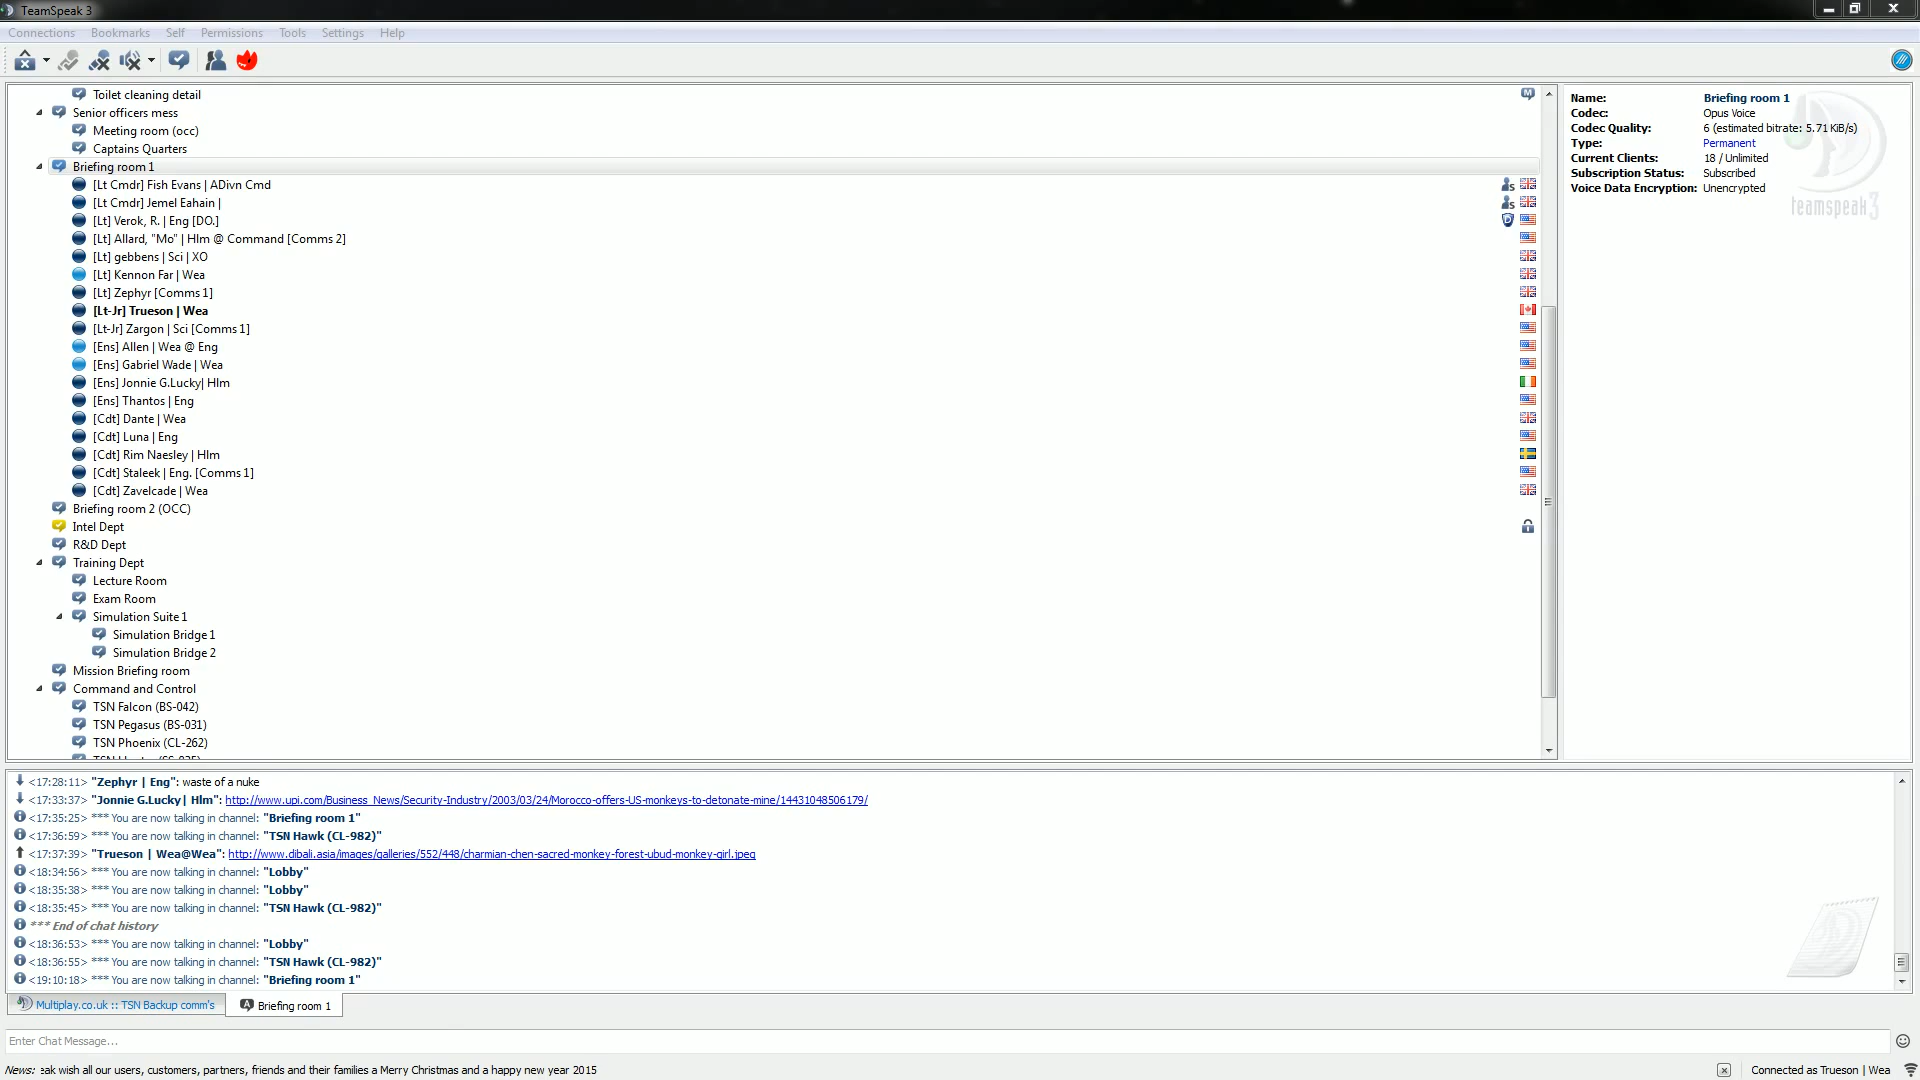 TeamSpeak 3
Connections Bookmarks Self Permissions Tools Settings Help
Toilet cleaning detail
Senior officers mess
Meeting room (occ)
Captains Quarters
Briefing room 1
[Lt Cmdr] Fish Evans | ADivn Cmd
[Lt Cmdr] Jemel Eahain |
[Lt] Verok, R. | Eng [DO.]
[Lt] Allard, "Mo" | Hlm @ Command [Comms 2]
[Lt] gebbens | Sci | XO
[Lt] Kennon Far | Wea
[Lt] Zephyr [Comms 1]
[Lt-Jr] Trueson | Wea
[Lt-Jr] Zargon | Sci [Comms 1]
[Ens] Allen | Wea @ Eng
[Ens] Gabriel Wade | Wea
[Ens] Jonnie G.Lucky| Hlm
[Ens] Thantos | Eng
[Cdt] Dante | Wea
[Cdt] Luna | Eng
[Cdt] Rim Naesley | Hlm
[Cdt] Staleek | Eng. [Comms 1]
[Cdt] Zavelcade | Wea
Briefing room 2 (OCC)
Intel Dept
R&D Dept
Training Dept
Lecture Room
Exam Room
Simulation Suite 1
Simulation Bridge 1
Simulation Bridge 2
Mission Briefing room
Command and Control
TSN Falcon (BS-042)
TSN Pegasus (BS-031)
TSN Phoenix (CL-262)
Name: Briefing room 1
Codec: Opus Voice
Codec Quality: 6 (estimated bitrate: 5.71 KiB/s)
Type: Permanent
Current Clients: 18 / Unlimited
Subscription Status: Subscribed
Voice Data Encryption: Unencrypted
teamspeak 3
<17:28:11> "Zephyr | Eng": waste of a nuke
<17:33:37> "Jonnie G.Lucky| Hlm": http://www.upi.com/Business_News/Security-Industry/2003/03/24/Morocco-offers-US-monkeys-to-detonate-mine/14431048506179/
<17:35:25> *** You are now talking in channel: "Briefing room 1"
<17:36:59> *** You are now talking in channel: "TSN Hawk (CL-982)"
<17:37:39> "Trueson | Wea@Wea": http://www.dibali.asia/images/galleries/552/448/charmian-chen-sacred-monkey-forest-ubud-monkey-girl.jpeg
<18:34:56> *** You are now talking in channel: "Lobby"
<18:35:38> *** You are now talking in channel: "Lobby"
<18:35:45> *** You are now talking in channel: "TSN Hawk (CL-982)"
*** End of chat history
<18:36:53> *** You are now talking in channel: "Lobby"
<18:36:55> *** You are now talking in channel: "TSN Hawk (CL-982)"
<19:10:18> *** You are now talking in channel: "Briefing room 1"
Multiplay.co.uk :: TSN Backup comm's
Briefing room 1
Enter Chat Message...
News: eak wish all our users, customers, partners, friends and their families a Merry Christmas and a happy new year 2015
Connected as Trueson | Wea